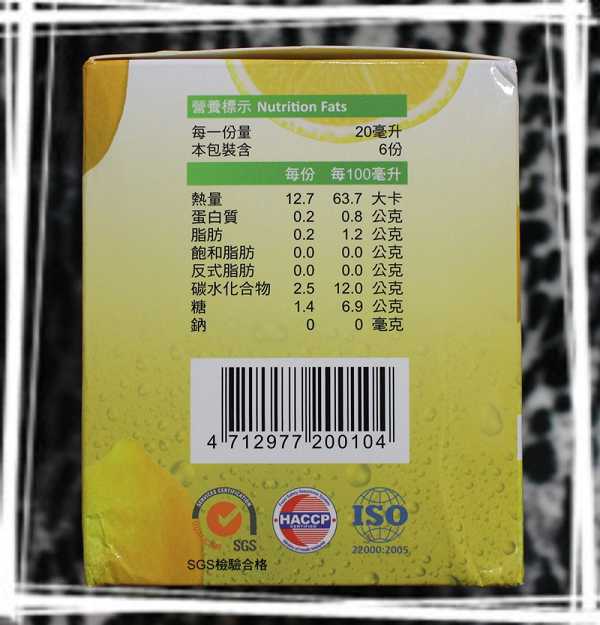 營養標示 Nutrition Fats
每一份量 20毫升
本包裝含 6份
每份 每100毫升
熱量 12.7 63.7 大卡
蛋白質 0.2 0.8 公克
脂肪 0.2 1.2 公克
飽和脂肪 0.0 0.0 公克
反式脂肪 0.0 0.0 公克
碳水化合物 2.5 12.0 公克
糖 1.4 6.9 公克
鈉 0 0 毫克
4 712977 200104
SERVICES CERTIFICATION
SGS
HACCP
CERTIFIED
ISO
22000:2005
SGS檢驗合格